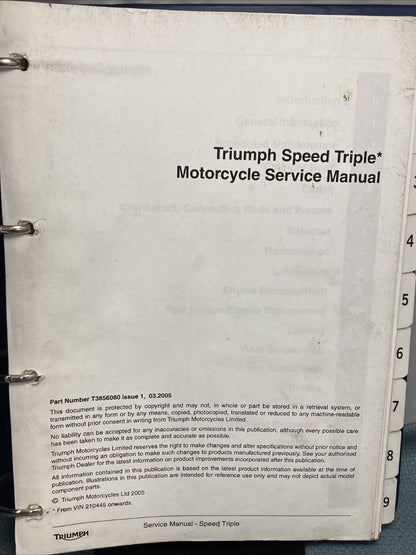 Triumph Speed Triple*
Motorcycle Service Manual
Introduction
General Information
Scheduled Maintenance
Clutch
Crankshaft, Connecting Rods and Pistons
Balancer
Transmission
Lubrication
Engine Removal/Refit
Fuel System/Engine Management
Cooling
Rear Suspension
Front Suspension
Brakes
4
5
6
7
8
9
Part Number T3856080 issue 1, 03.2005
This document is protected by copyright and may not, in whole or part be stored in a retrieval system, or
transmitted in any form or by any means, copied, photocopied, translated or reduced to any machine-readable
form without prior consent in writing from Triumph Motorcycles Limited.
No liability can be accepted for any inaccuracies or omissions in this publication, although every possible care
has been taken to make it as complete and accurate as possible.
Triumph Motorcycles Limited reserves the right to make changes and alter specifications without prior notice and
without incurring an obligation to make such changes to products manufactured previously. See your authorised
Triumph Dealer for the latest information on product improvements incorporated after this publication.
All information contained in this publication is based on the latest product information available at the time of
publication. Illustrations in this publication are intended for reference use only and may not depict actual model
component parts.
© Triumph Motorcycles Ltd 2005
* From VIN 210445 onwards.
Service Manual - Speed Triple
TRIUMPH